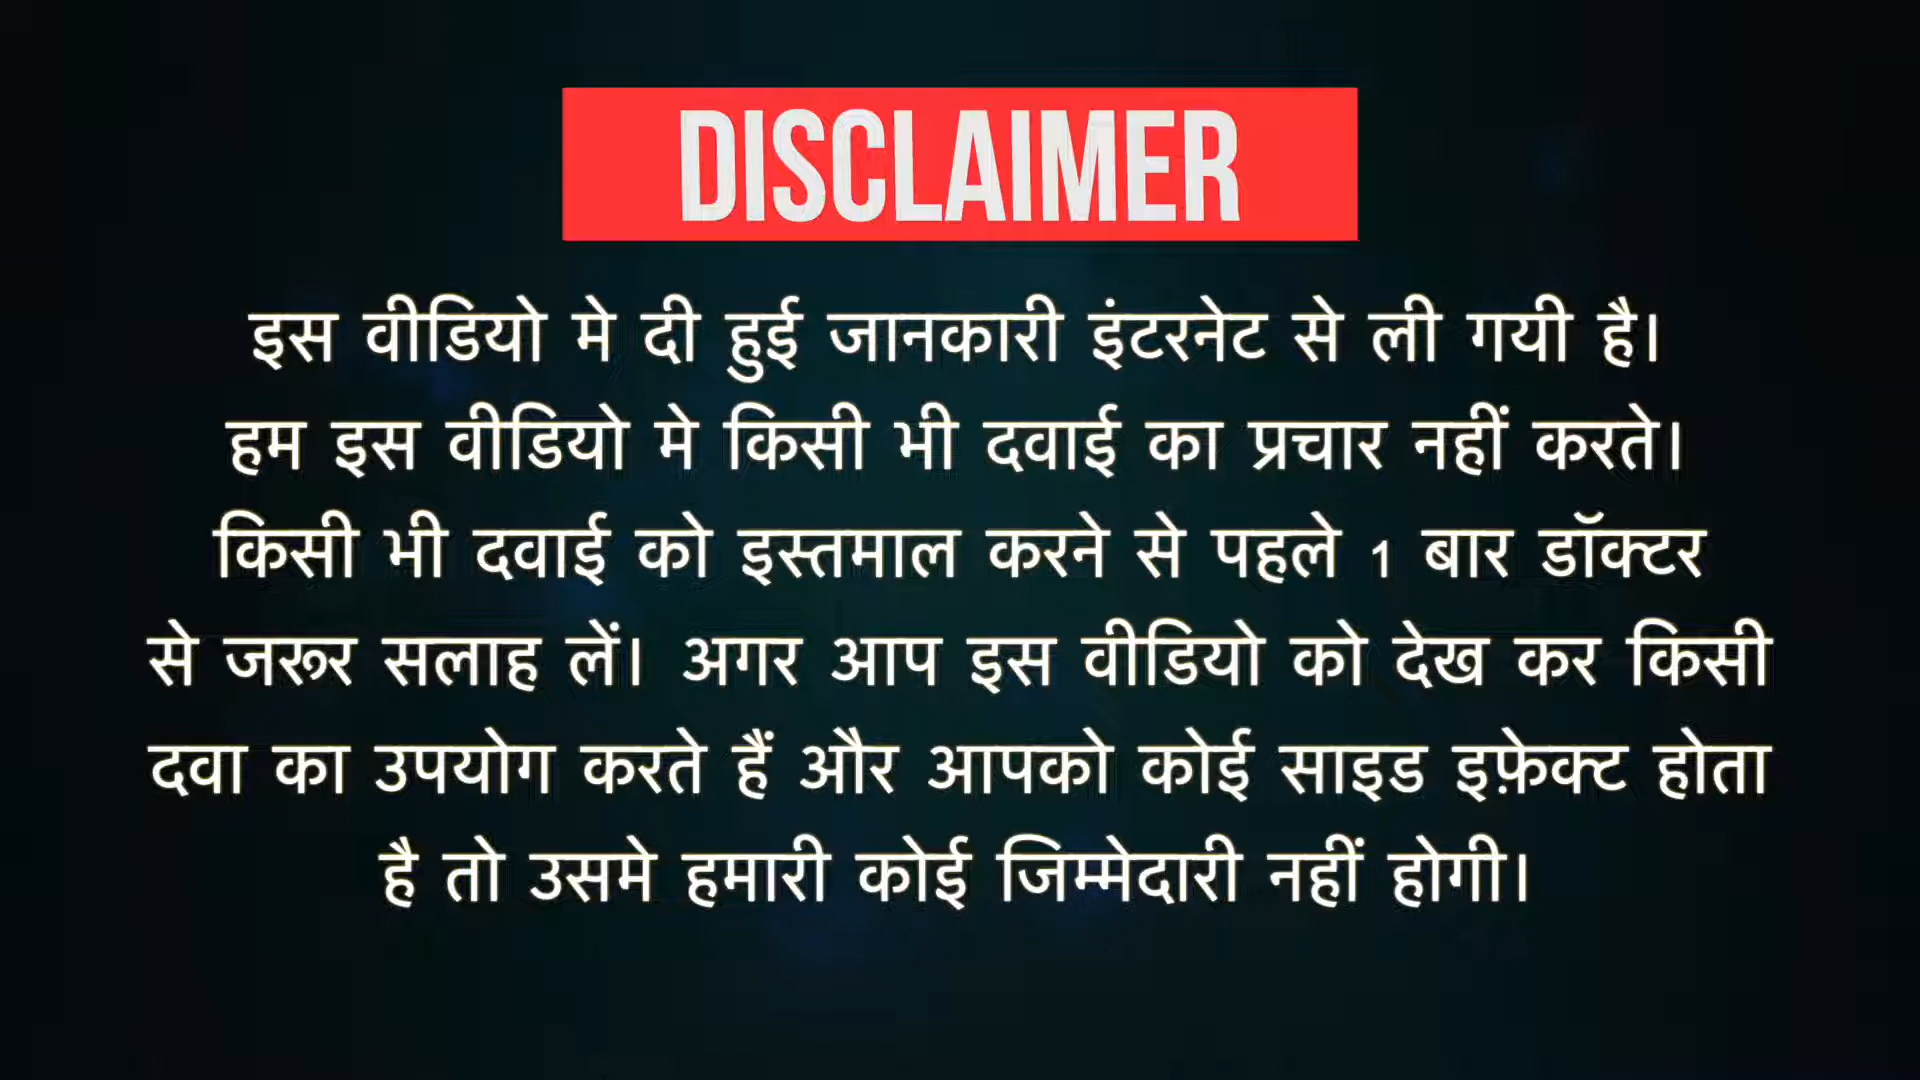 DISCLAIMER
इस वीडियो मे दी हुई जानकारी इंटरनेट से ली गयी है।
हम इस वीडियो मे किसी भी दवाई का प्रचार नहीं करते।
किसी भी दवाई को इस्तमाल करने से पहले 1 बार डॉक्टर
से जरूर सलाह लें। अगर आप इस वीडियो को देख कर किसी
दवा का उपयोग करते हैं और आपको कोई साइड इफ़ेक्ट होता
है तो उसमे हमारी कोई जिम्मेदारी नहीं होगी।